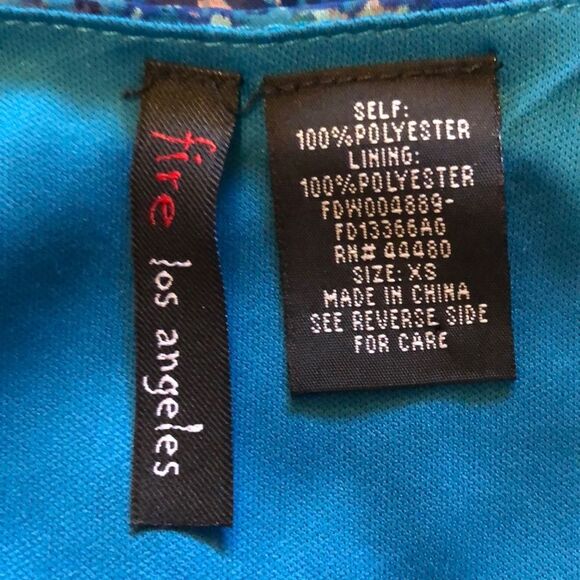 fire los angeles
SELF:
100%POLYESTER
LINING:
100%POLYESTER
FDW004889-
FD13366AG
RN# 44480
SIZE: XS
MADE IN CHINA
SEE REVERSE SIDE
FOR CARE